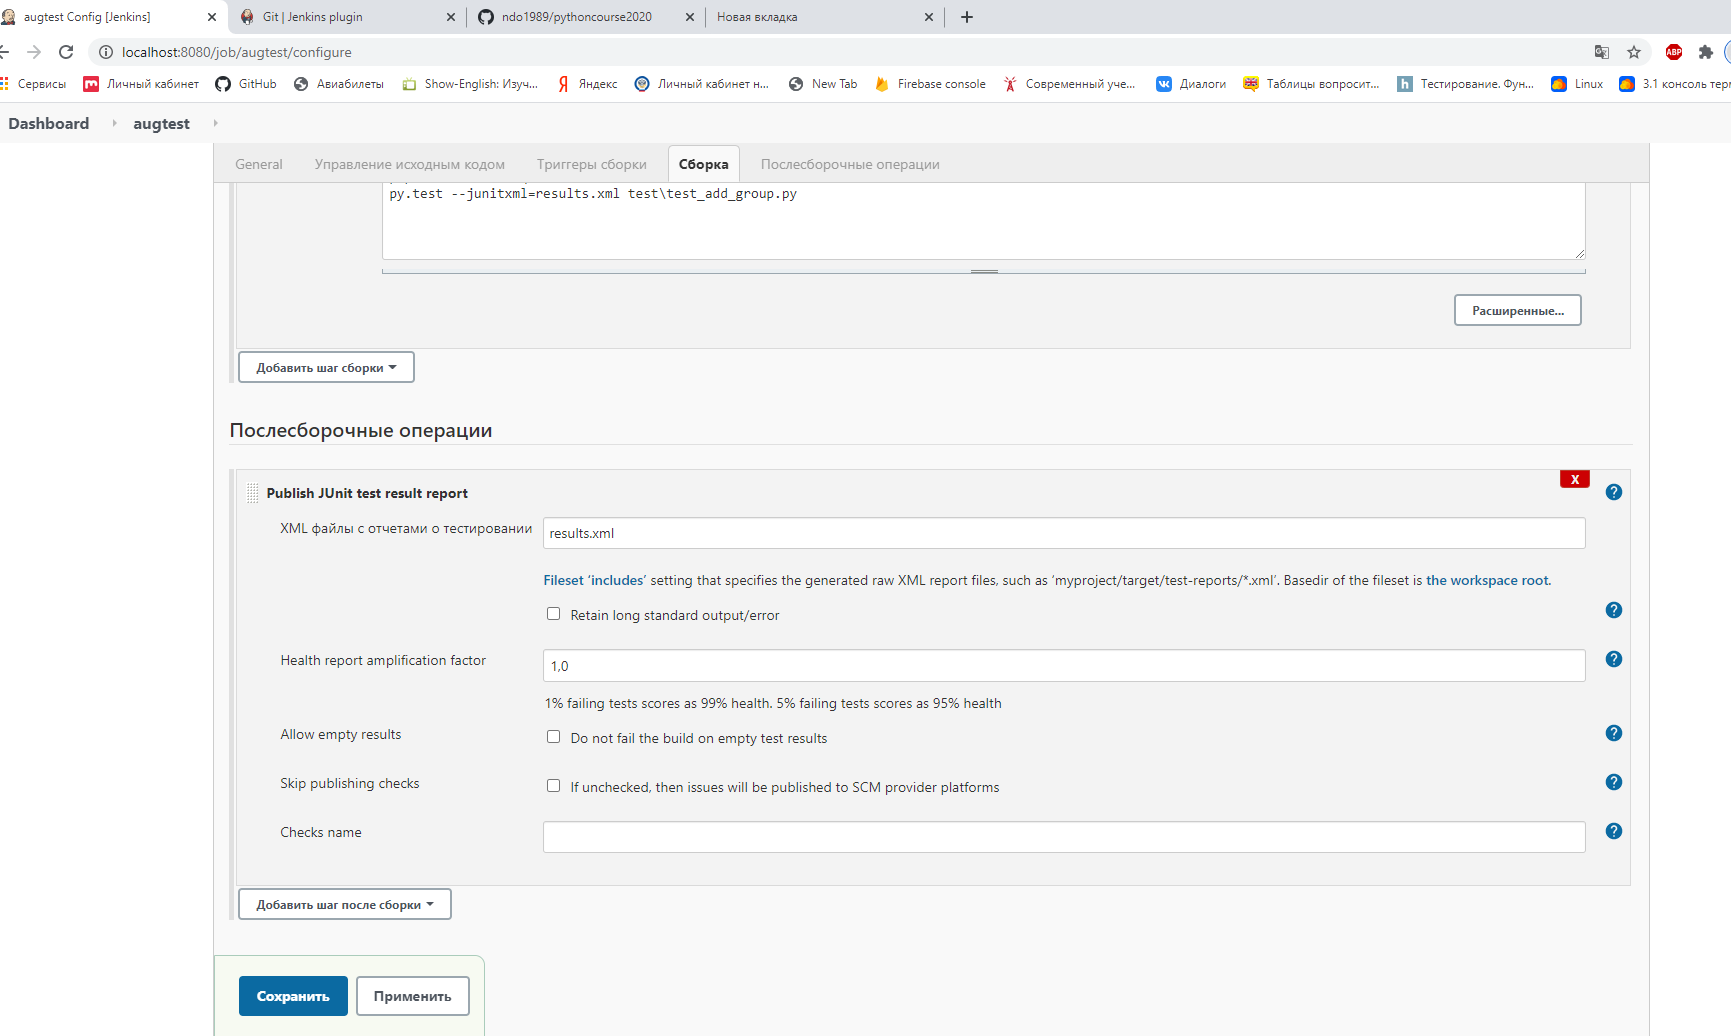 augtest Config [Jenkins]
Git | Jenkins plugin
ndo1989/pythoncourse2020
Новая вкладка
localhost:8080/job/augtest/configure
ABP
Сервисы
Личный кабинет
GitHub
Авиабилеты
Show-English: Изуч...
Яндекс
Личный кабинет н...
New Tab
Firebase console
Современный уче...
Диалоги
Таблицы вопросит...
Тестирование. Фун...
Linux
3.1 консоль тер
Dashboard
augtest
General
Управление исходным кодом
Триггеры сборки
Сборка
Послесборочные операции
py.test --junitxml=results.xml test\test_add_group.py
Расширенные...
Добавить шаг сборки
Послесборочные операции
X
Publish JUnit test result report
?
XML файлы с отчетами о тестировании
results.xml
Fileset ‘includes’ setting that specifies the generated raw XML report files, such as ‘myproject/target/test-reports/*.xml’. Basedir of the fileset is the workspace root.
Retain long standard output/error
?
Health report amplification factor
1,0
?
1% failing tests scores as 99% health. 5% failing tests scores as 95% health
Allow empty results
Do not fail the build on empty test results
?
Skip publishing checks
If unchecked, then issues will be published to SCM provider platforms
?
Checks name
?
Добавить шаг после сборки
Сохранить
Применить